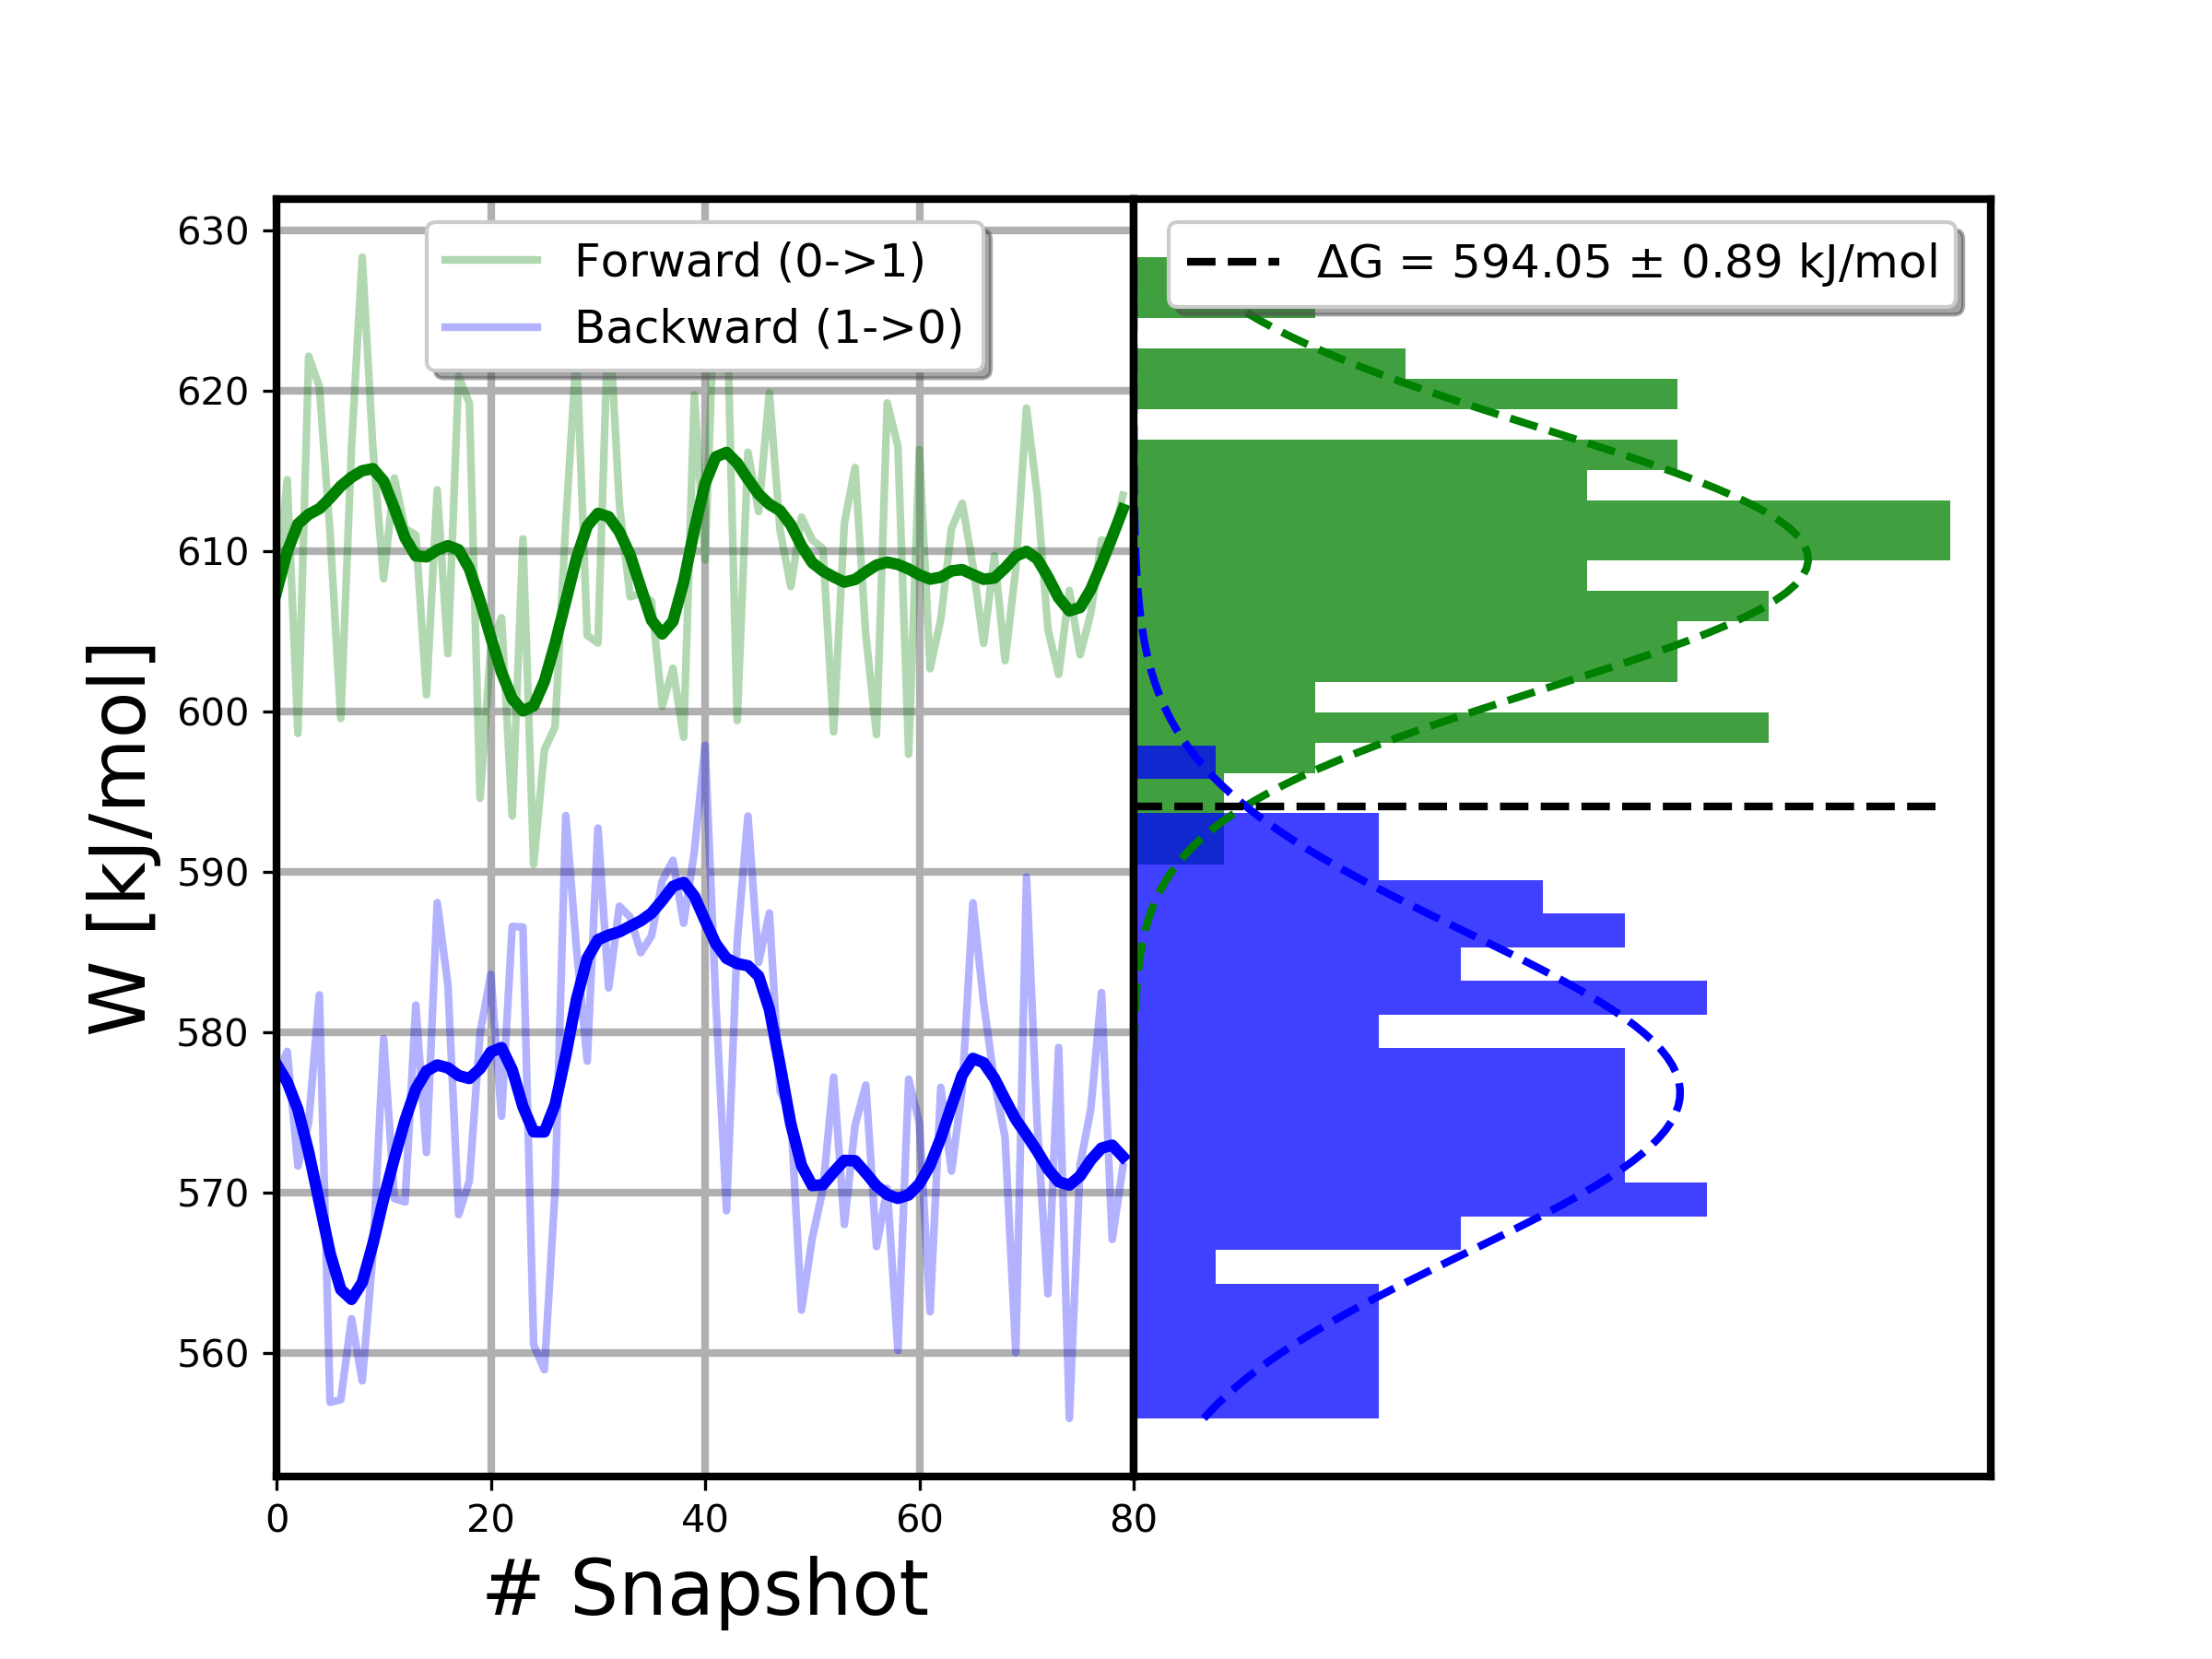 Forward (0->1)
Backward (1->0)
ΔG = 594.05 ± 0.89 kJ/mol
W [kJ/mol]
630
620
610
600
590
580
570
560
0 20 40 60 80
# Snapshot